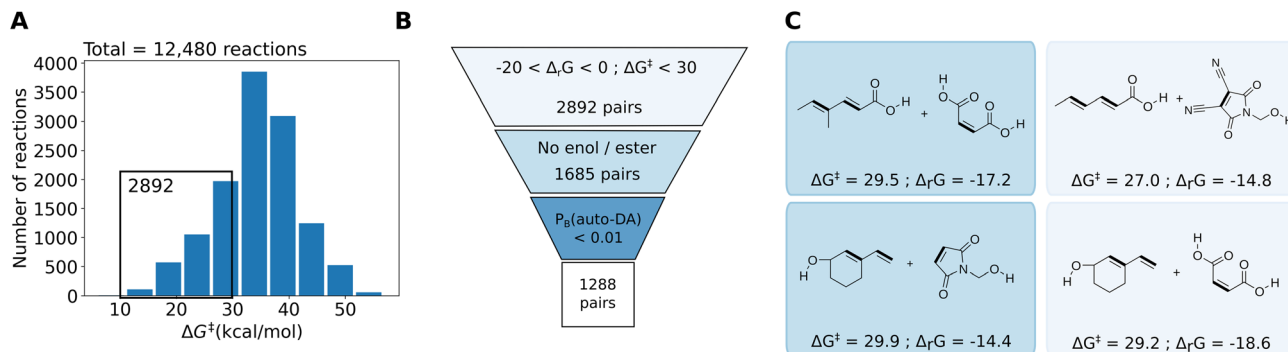 A
Total = 12,480 reactions
Number of reactions
4000
3500
3000
2500
2000
1500
1000
500
0
2892
10
20
30
40
50
ΔG‡(kcal/mol)
B
-20 < ΔrG < 0 ; ΔG‡ < 30
2892 pairs
No enol / ester
1685 pairs
PB(auto-DA)
< 0.01
1288
pairs
C
O
O
H
+
H
O
O
O
O
H
ΔG‡ = 29.5 ; ΔrG = -17.2
O
O
H
+
N
N
O
N
O
O
H
ΔG‡ = 27.0 ; ΔrG = -14.8
O
H
+
O
N
O
O
H
ΔG‡ = 29.9 ; ΔrG = -14.4
O
H
+
H
O
O
O
O
H
ΔG‡ = 29.2 ; ΔrG = -18.6